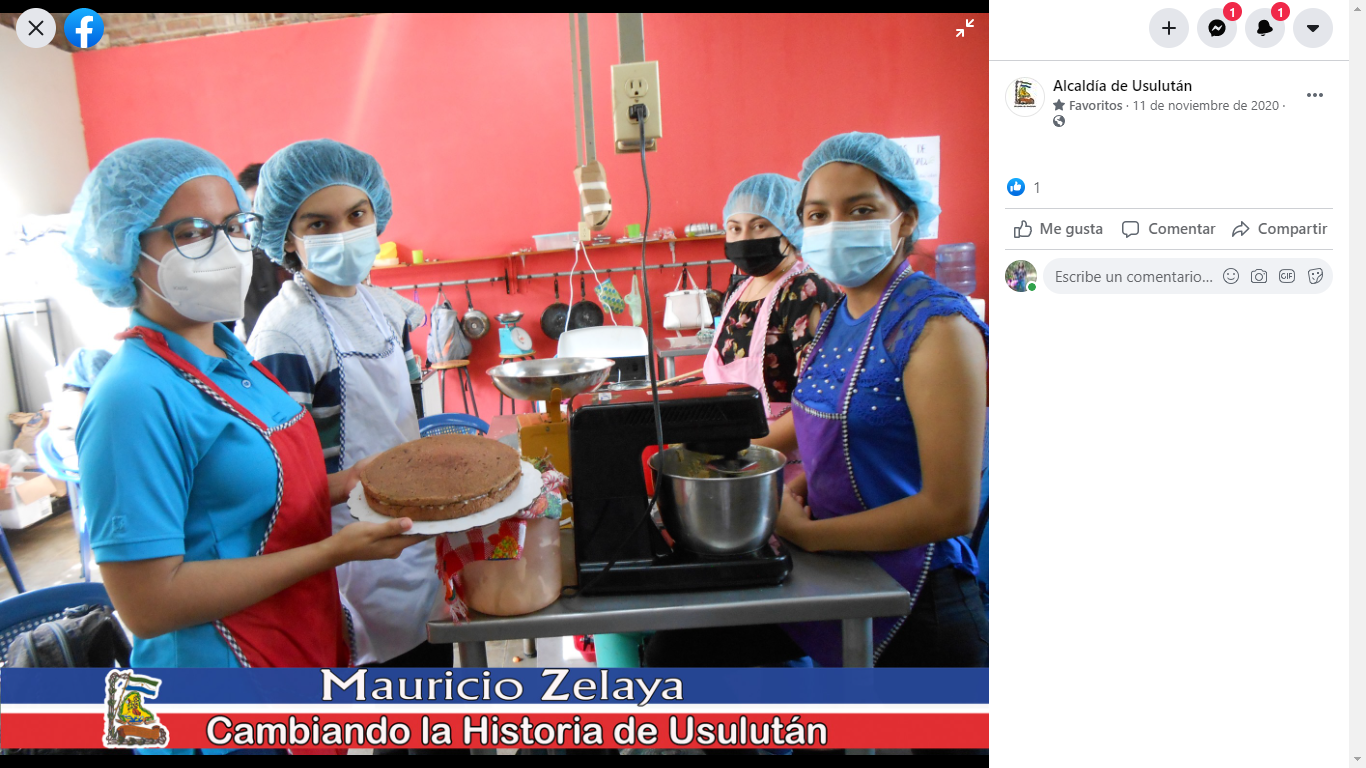 1
1
Alcaldía de Usulután
Favoritos · 11 de noviembre de 2020 ·
1
Me gusta
Comentar
Compartir
Escribe un comentario...
GIF
DE
Mauricio Zelaya
Cambiando la Historia de Usulután